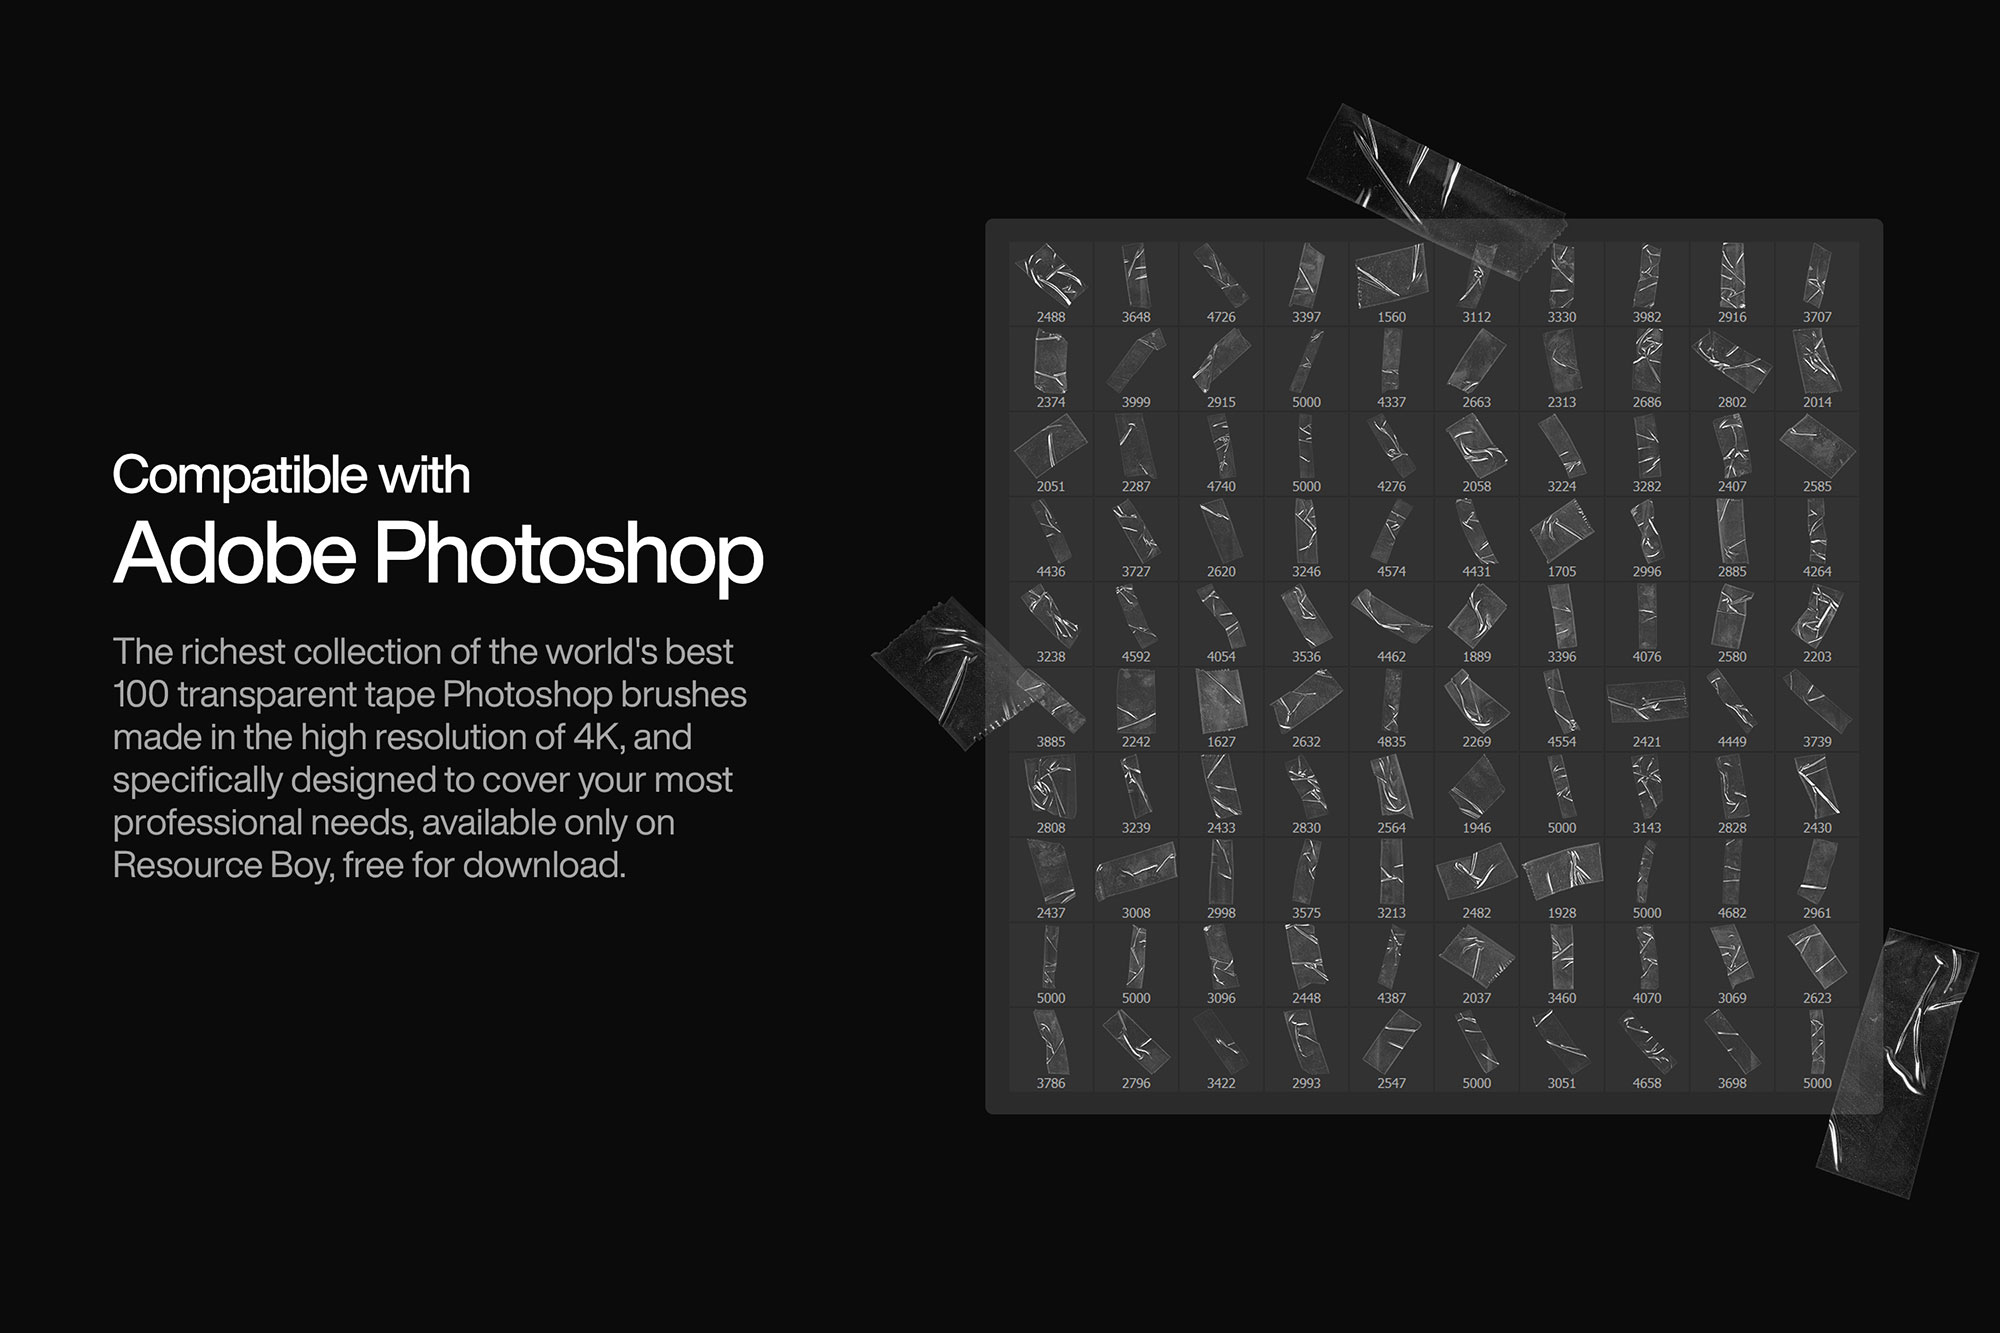 Compatible with
Adobe Photoshop
The richest collection of the world's best
100 transparent tape Photoshop brushes
made in the high resolution of 4K, and
specifically designed to cover your most
professional needs, available only on
Resource Boy, free for download.
2488 3648 4726 3397 1560 3112 3330 3982 2916 3707
2374 3999 2915 5000 4337 2663 2313 2686 2802 2014
2051 2287 4740 5000 4276 2058 3224 3282 2407 2585
4436 3727 2620 3246 4574 4431 1705 2996 2885 4264
3238 4592 4054 3536 4462 1889 3396 4076 2580 2203
3885 2242 1627 2632 4835 2269 4554 2421 4449 3739
2808 3239 2433 2830 2564 1946 5000 3143 2828 2430
2437 3008 2998 3575 3213 2482 1928 5000 4682 2961
5000 5000 3096 2448 4387 2037 3460 4070 3069 2623
3786 2796 3422 2993 2547 5000 3051 4658 3698 5000